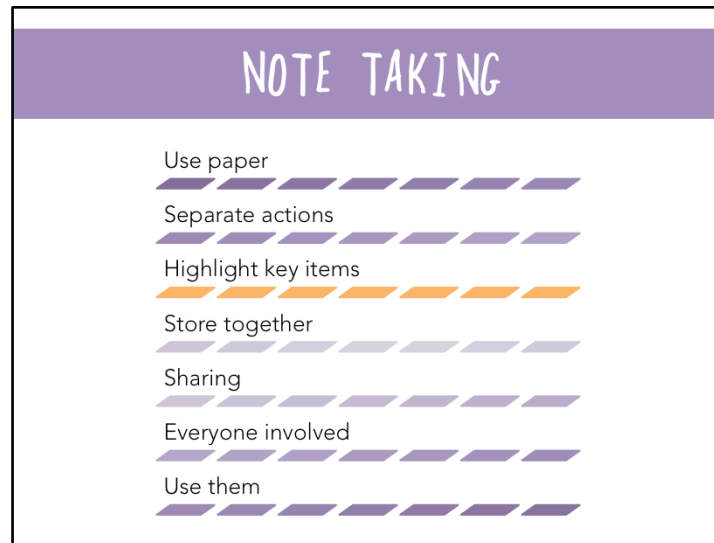 NOTE TAKING
Use paper
Separate actions
Highlight key items
Store together
Sharing
Everyone involved
Use them